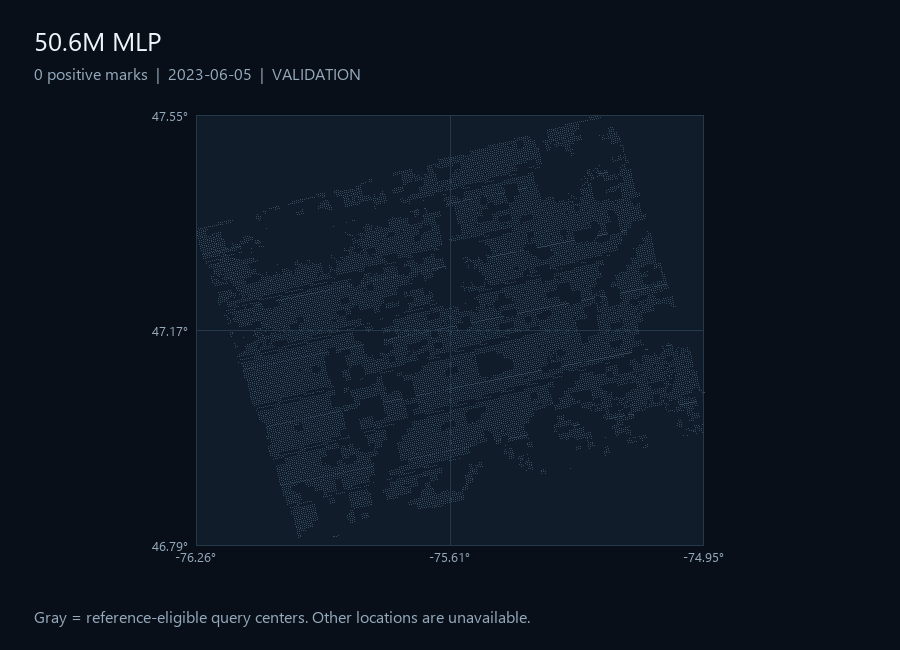 50.6M MLP
0 positive marks | 2023-06-05 | VALIDATION
47.55°
47.17°
46.79°
-76.26°
-75.61°
-74.95°
Gray = reference-eligible query centers. Other locations are unavailable.